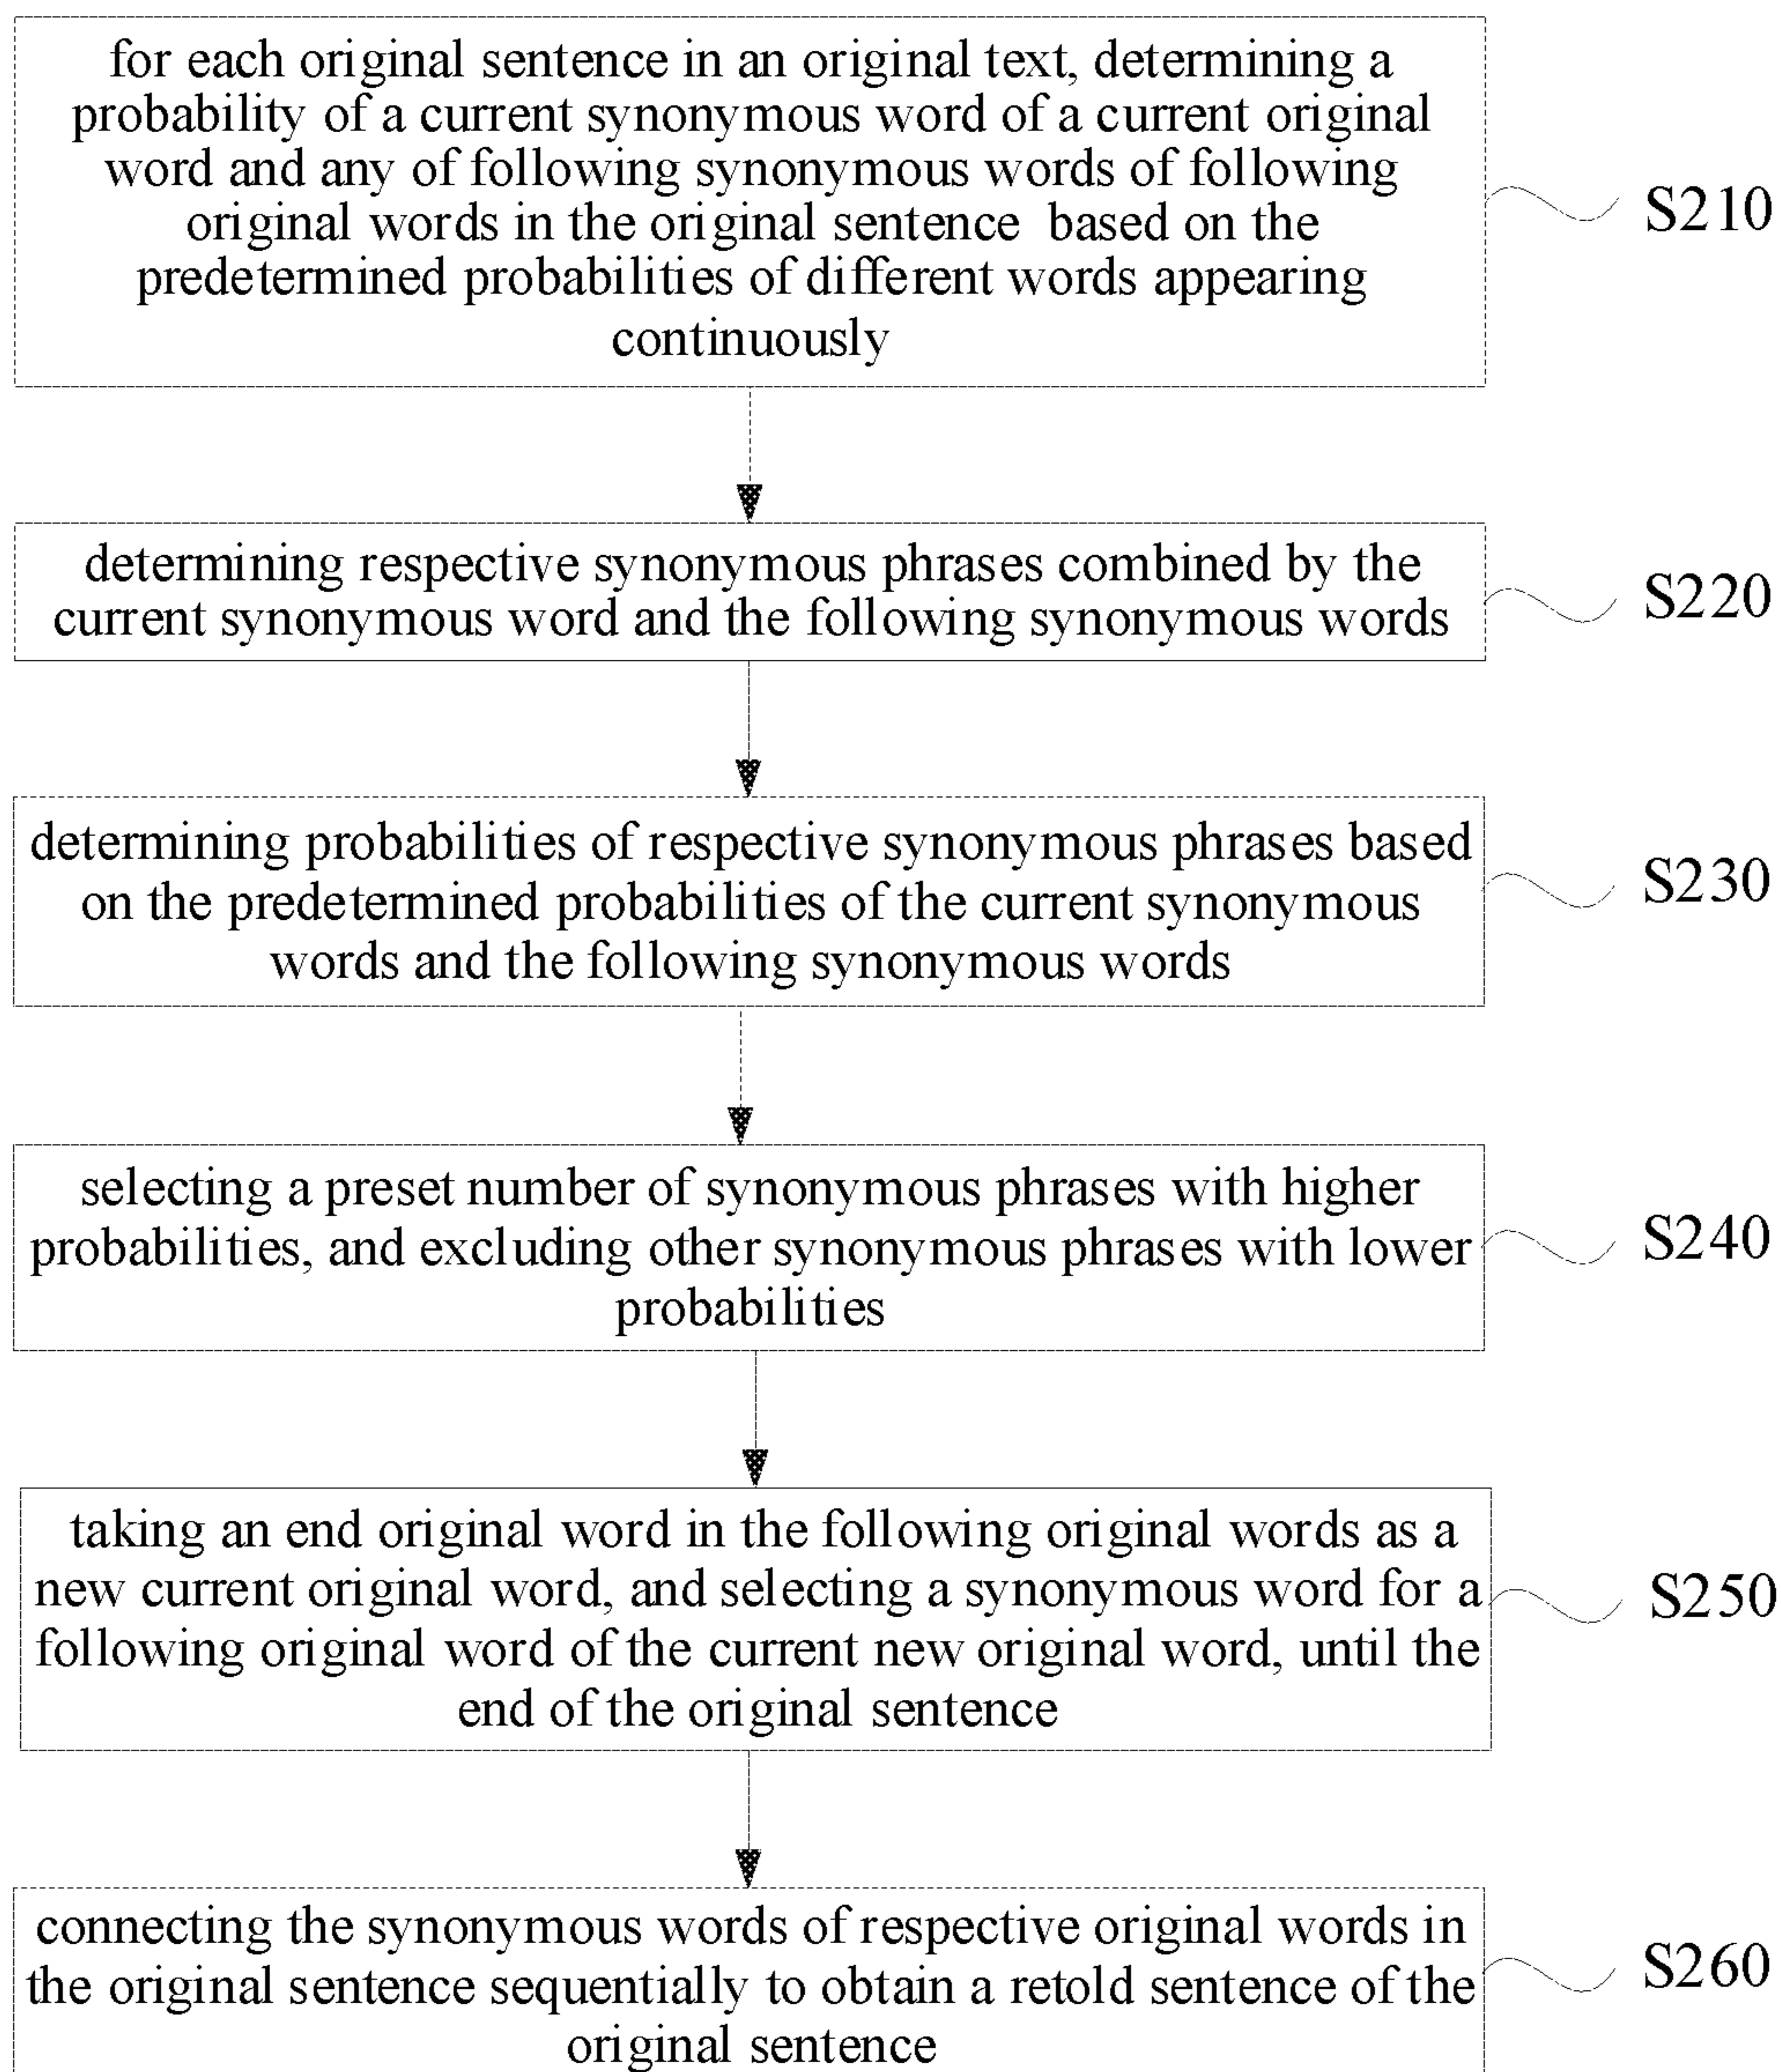 for each original sentence in an original text, determining a
probability of a current synonymous word of a current original
word and any of following synonymous words of following
original words in the original sentence based on the
predetermined probabilities of different words appearing
continuously
S210
determining respective synonymous phrases combined by the
current synonymous word and the following synonymous words
S220
determining probabilities of respective synonymous phrases based
on the predetermined probabilities of the current synonymous
words and the following synonymous words
S230
selecting a preset number of synonymous phrases with higher
probabilities, and excluding other synonymous phrases with lower
probabilities
S240
taking an end original word in the following original words as a
new current original word, and selecting a synonymous word for a
following original word of the current new original word, until the
end of the original sentence
S250
connecting the synonymous words of respective original words in
the original sentence sequentially to obtain a retold sentence of the
original sentence
S260